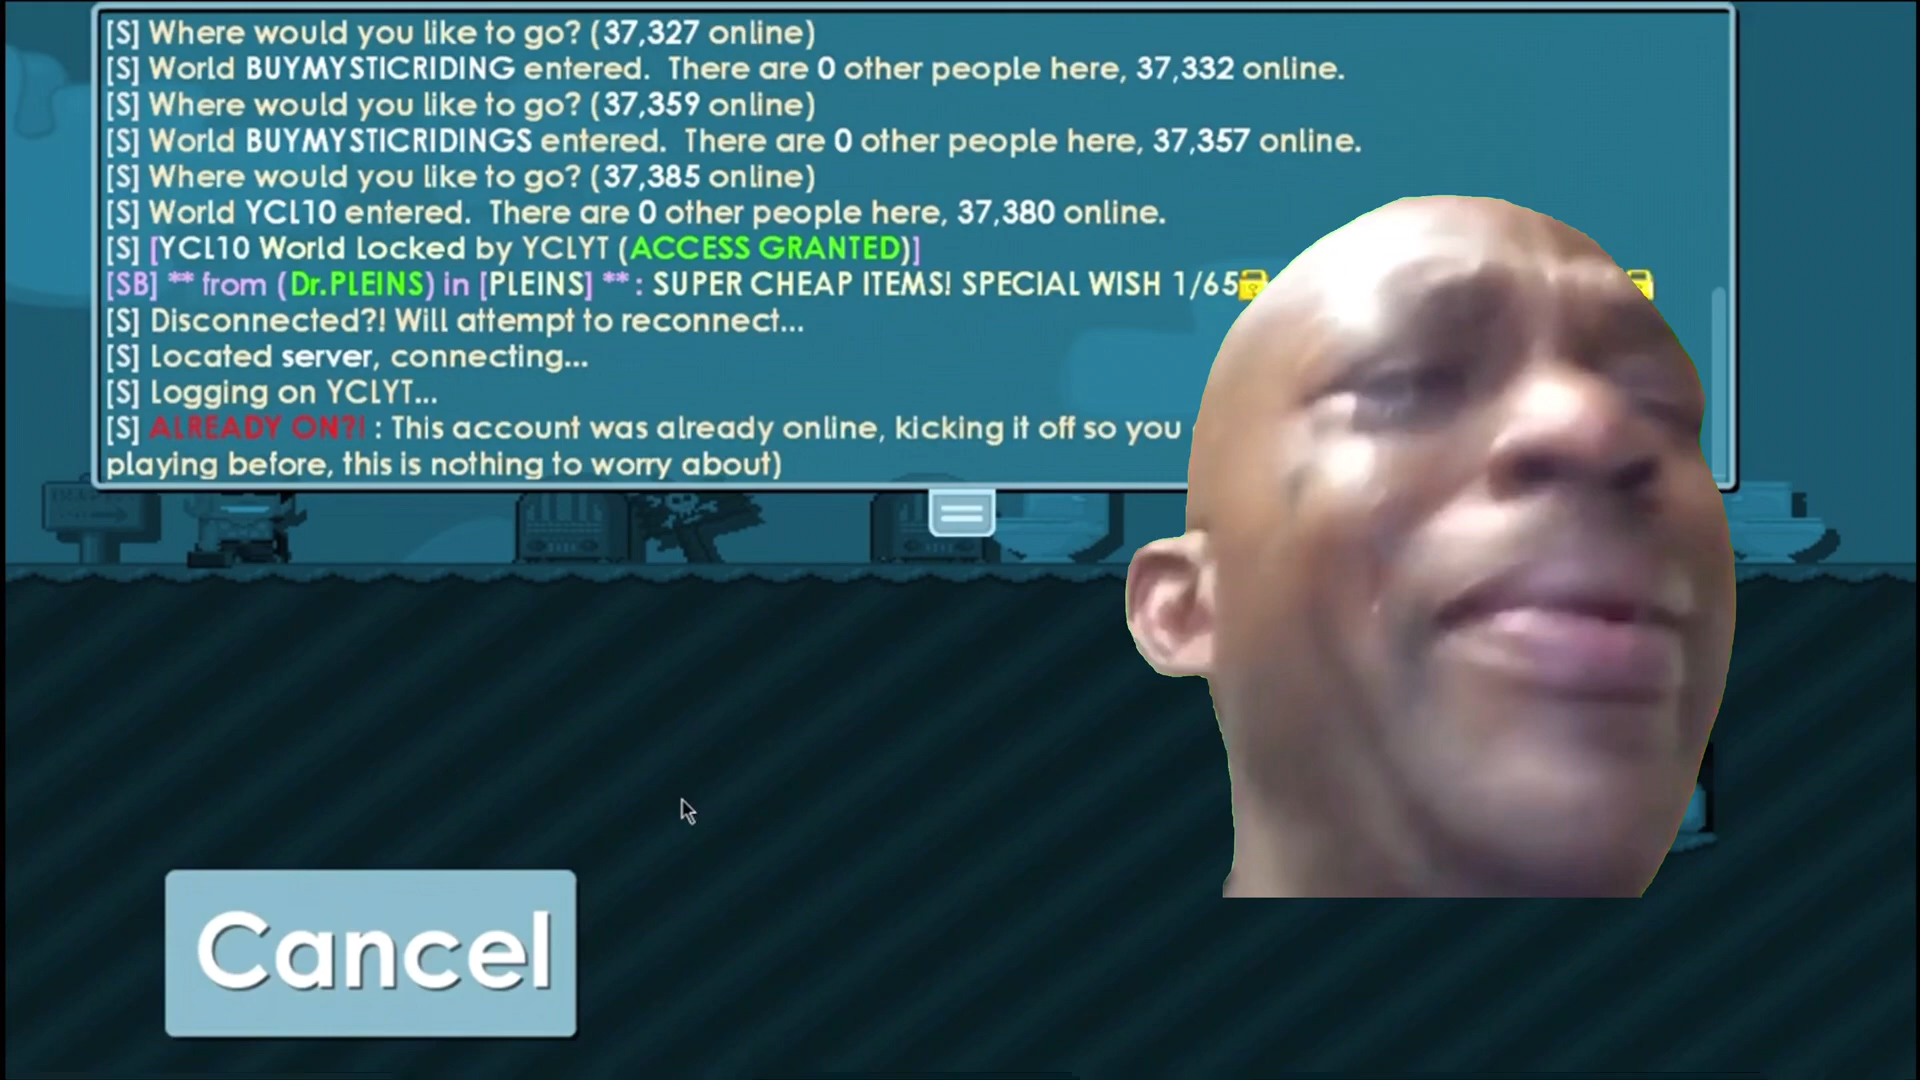 [S] Where would you like to go? (37,327 online)
[S] World BUYMYSTICRIDING entered. There are 0 other people here, 37,332 online.
[S] Where would you like to go? (37,359 online)
[S] World BUYMYSTICRIDINGS entered. There are 0 other people here, 37,357 online.
[S] Where would you like to go? (37,385 online)
[S] World YCL10 entered. There are 0 other people here, 37,380 online.
[S] [YCL10 World Locked by YCLYT (ACCESS GRANTED)]
[SB] ** from (Dr.PLEINS) in [PLEINS] ** : SUPER CHEAP ITEMS! SPECIAL WISH 1/65
[S] Disconnected?! Will attempt to reconnect...
[S] Located server, connecting...
[S] Logging on YCLYT...
[S] ALREADY ON?! : This account was already online, kicking it off so you
playing before, this is nothing to worry about)
Cancel